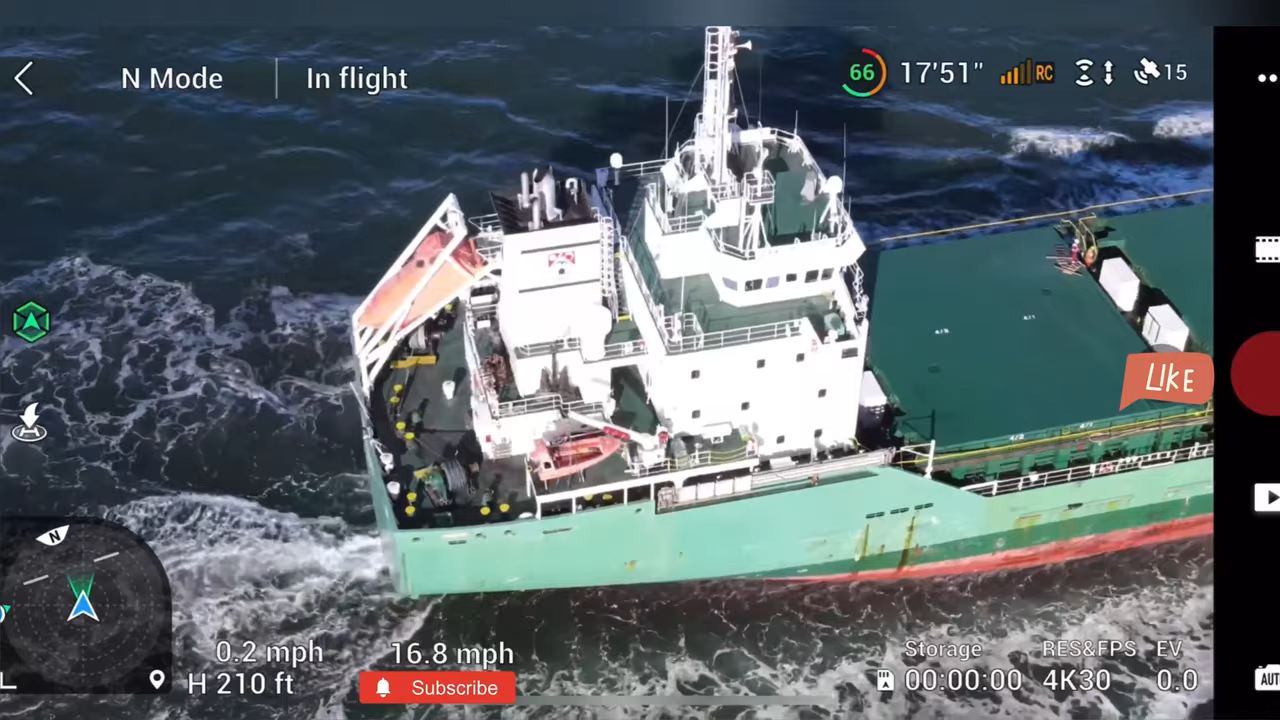 N Mode
In flight
66
17'51"
RC
15
LIKE
N
0.2 mph
16.8 mph
H 210 ft
Subscribe
Storage
RES&FPS
EV
00:00:00
4K30
0.0
AUT